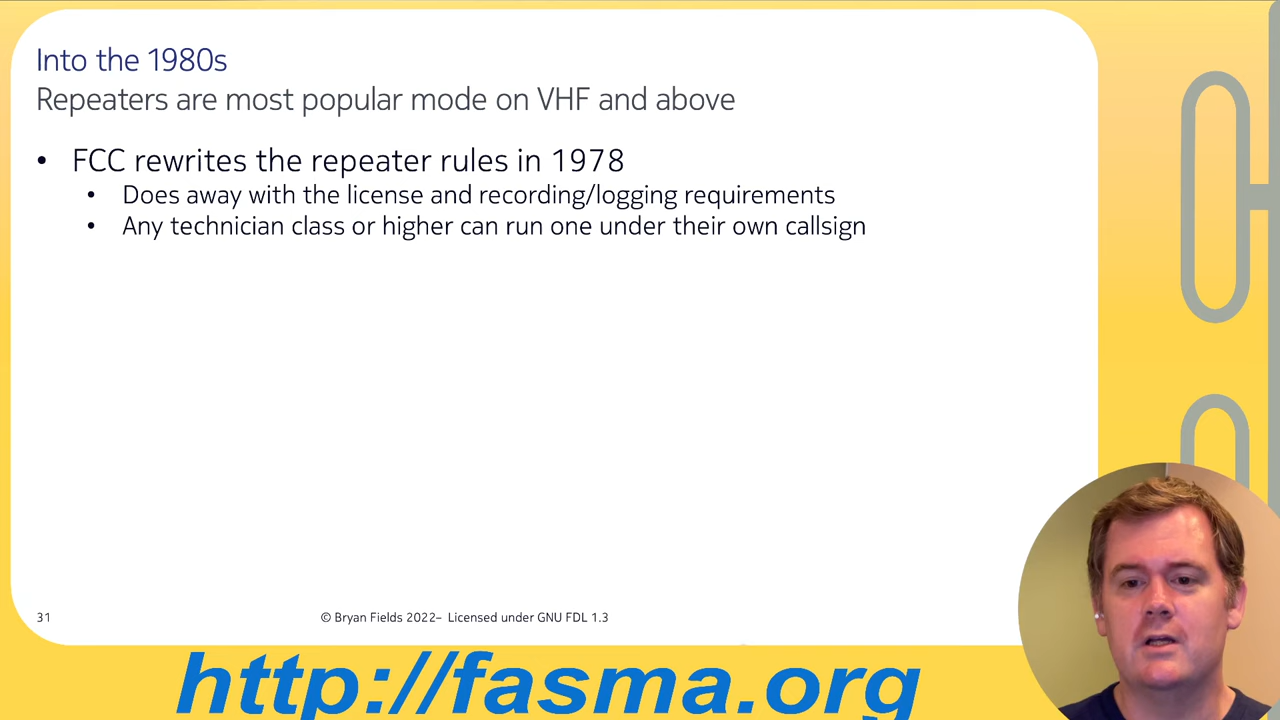 Into the 1980s
Repeaters are most popular mode on VHF and above
• FCC rewrites the repeater rules in 1978
• Does away with the license and recording/logging requirements
• Any technician class or higher can run one under their own callsign
31
© Bryan Fields 2022– Licensed under GNU FDL 1.3
http://fasma.org